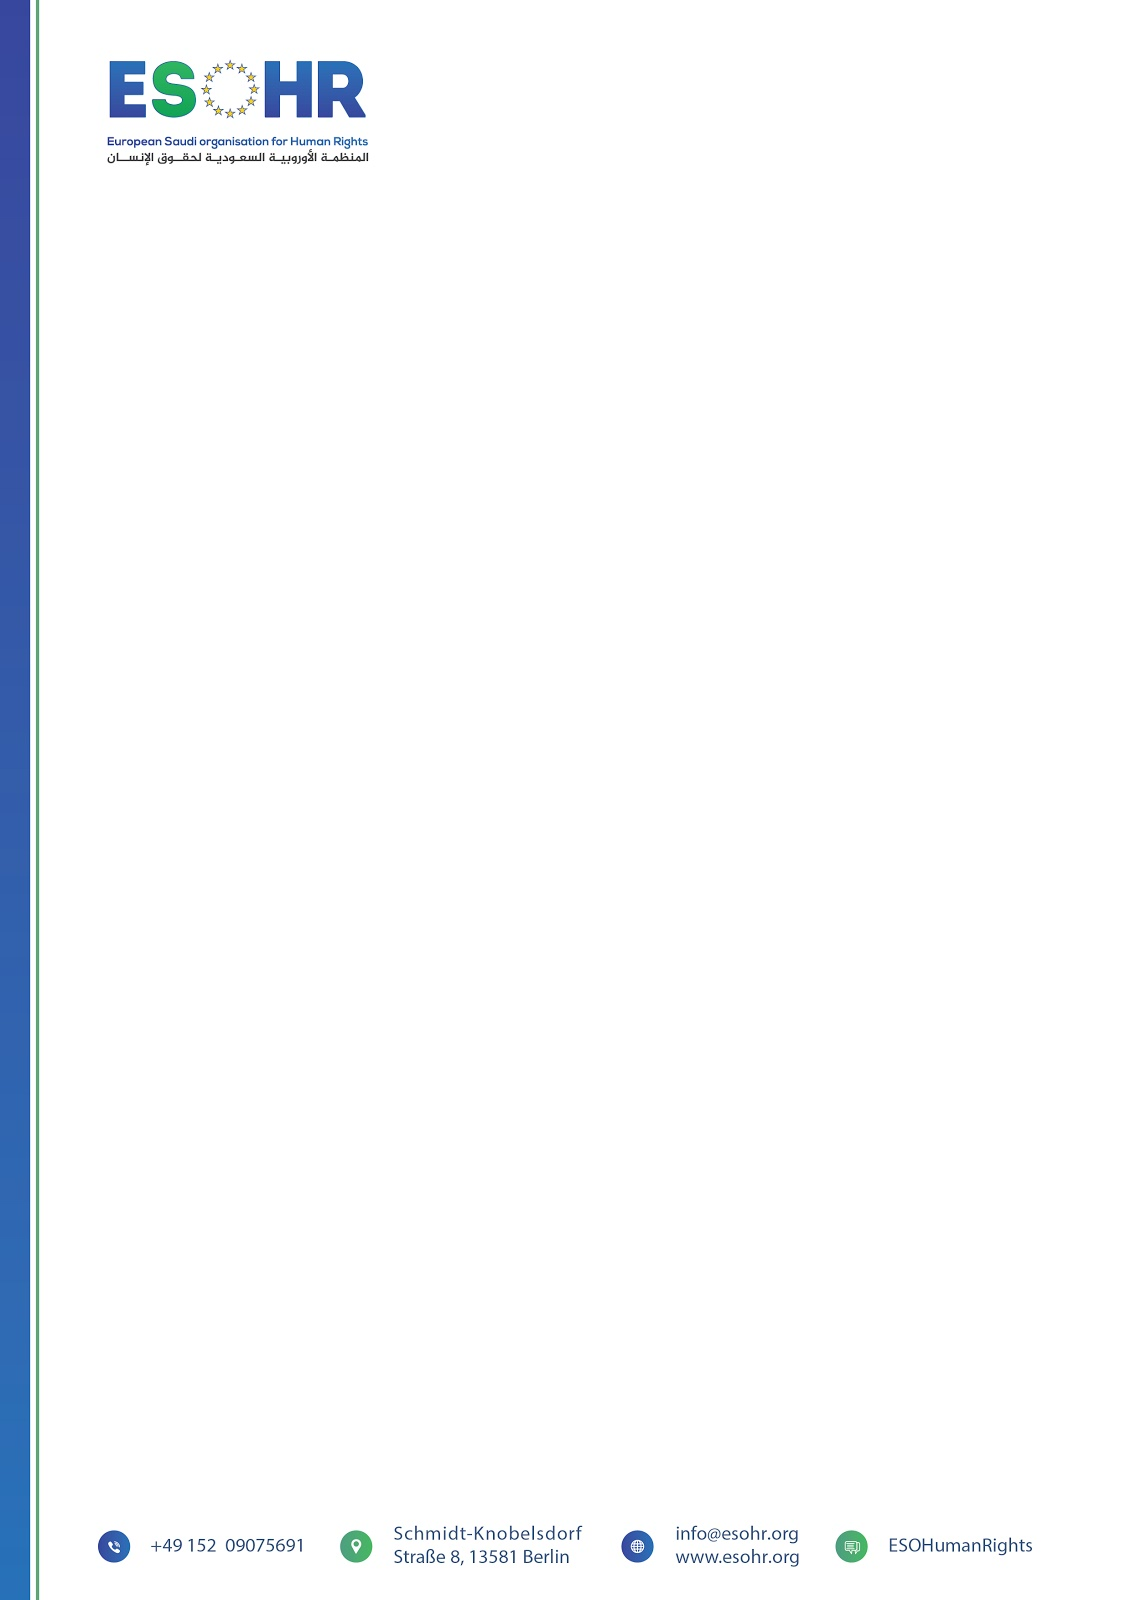 ESOHR
European Saudi organisation for Human Rights
المنظمـة الأوروبيـة السعـوديـة لحقـوق الإنسـان
+49 152 09075691
Schmidt-Knobelsdorf
Straße 8, 13581 Berlin
info@esohr.org
www.esohr.org
ESOHumanRights